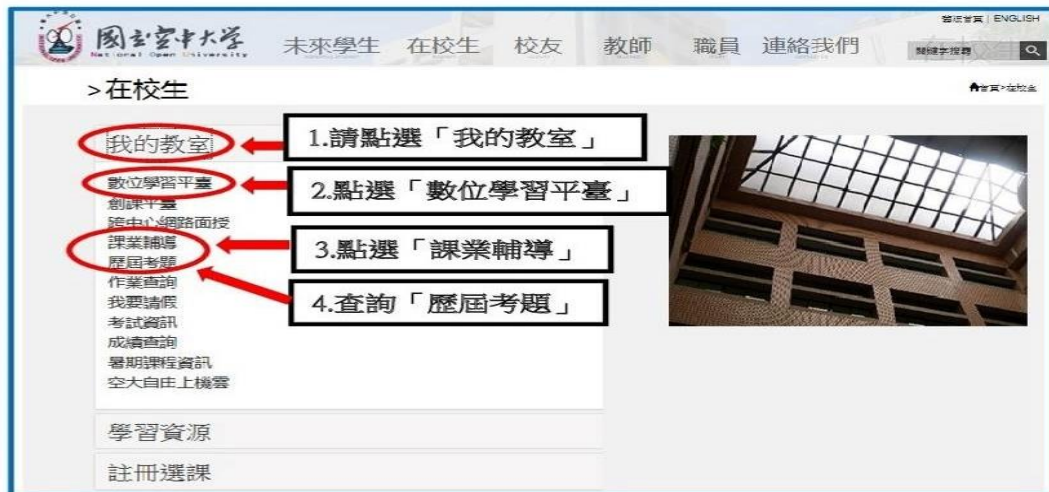 舊版首頁 | ENGLISH
國立空中大學
National Open University
未來學生 在校生 校友 教師 職員 連絡我們
關鍵字搜尋
>在校生
首頁>在校生
我的教室
1.請點選「我的教室」
數位學習平臺
2.點選「數位學習平臺」
創課平臺
跨中心網路面授
課業輔導
3.點選「課業輔導」
歷屆考題
4.查詢「歷屆考題」
作業查詢
我要請假
考試資訊
成績查詢
暑期課程資訊
空大自由上機雲
學習資源
註冊選課